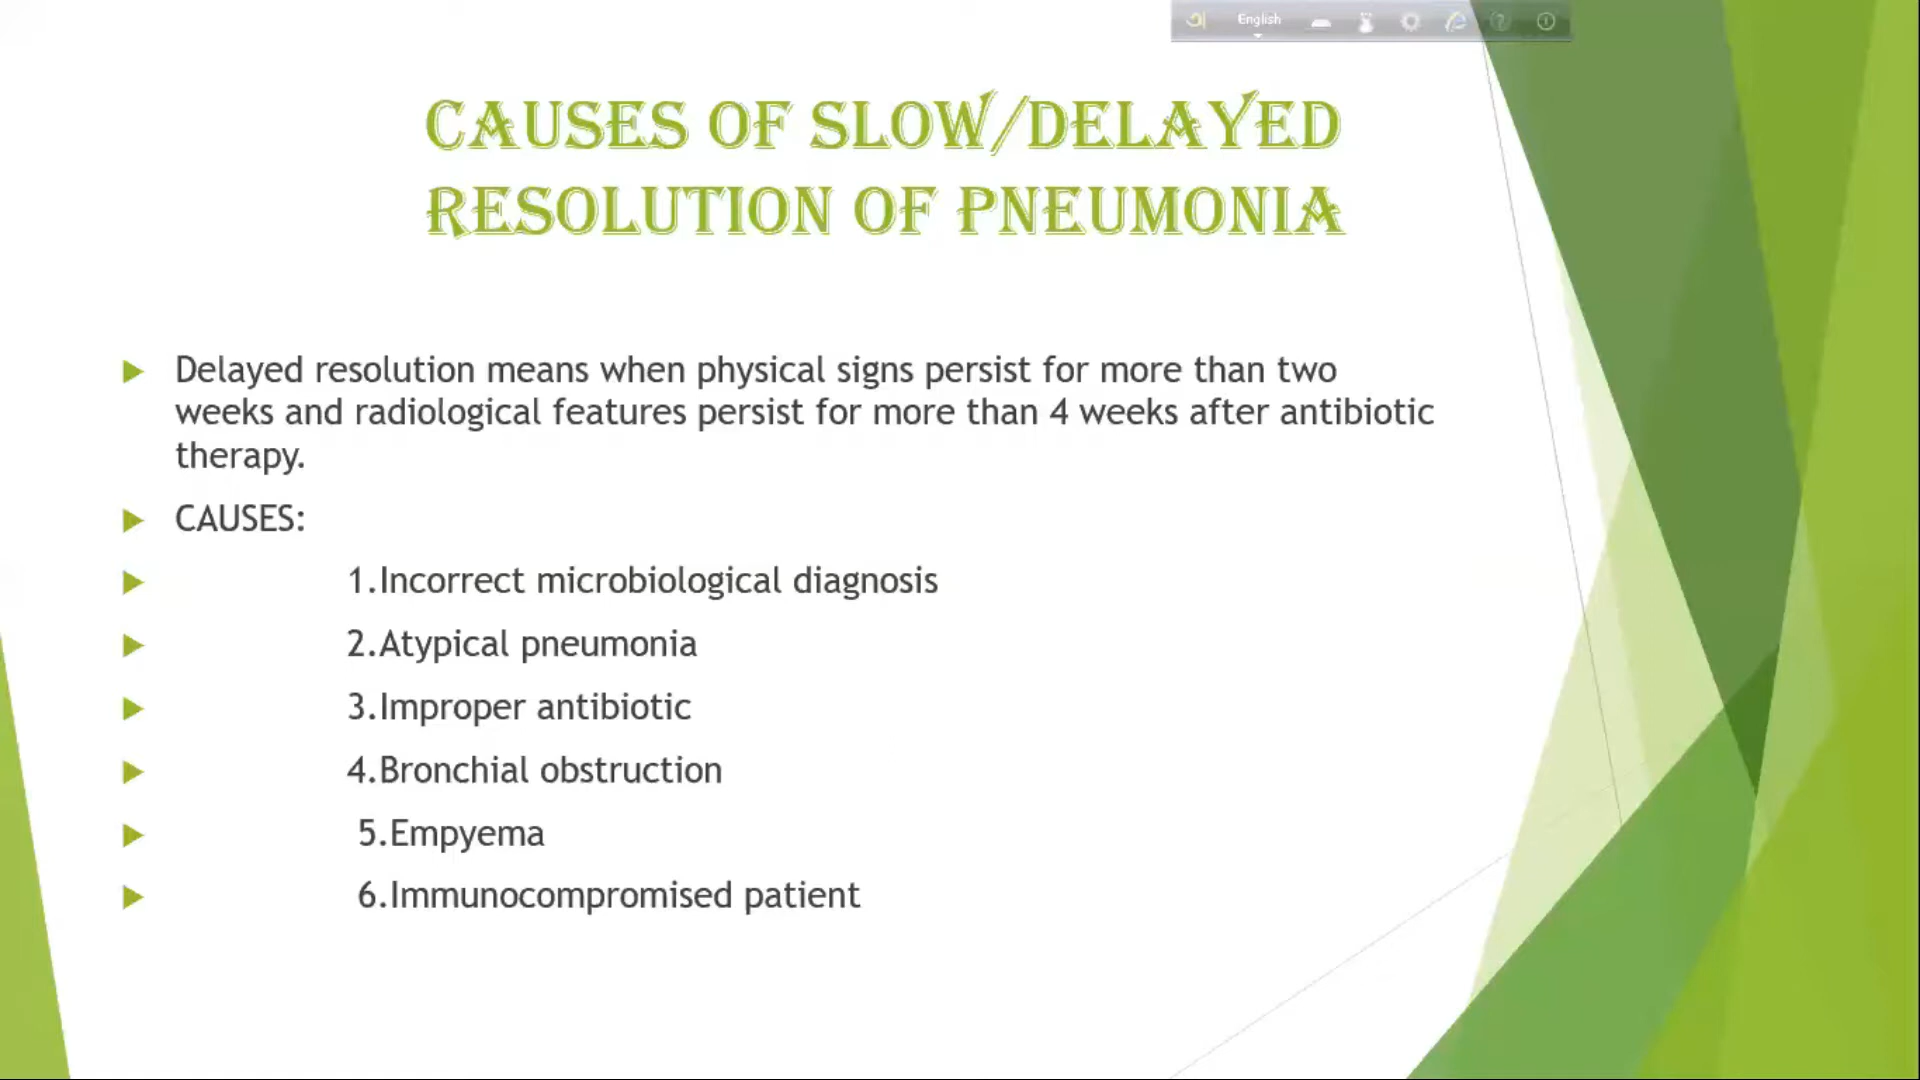 English
CAUSES OF SLOW/DELAYED
RESOLUTION OF PNEUMONIA
Delayed resolution means when physical signs persist for more than two
weeks and radiological features persist for more than 4 weeks after antibiotic
therapy.
CAUSES:
1.Incorrect microbiological diagnosis
2.Atypical pneumonia
3.Improper antibiotic
4.Bronchial obstruction
5.Empyema
6.Immunocompromised patient